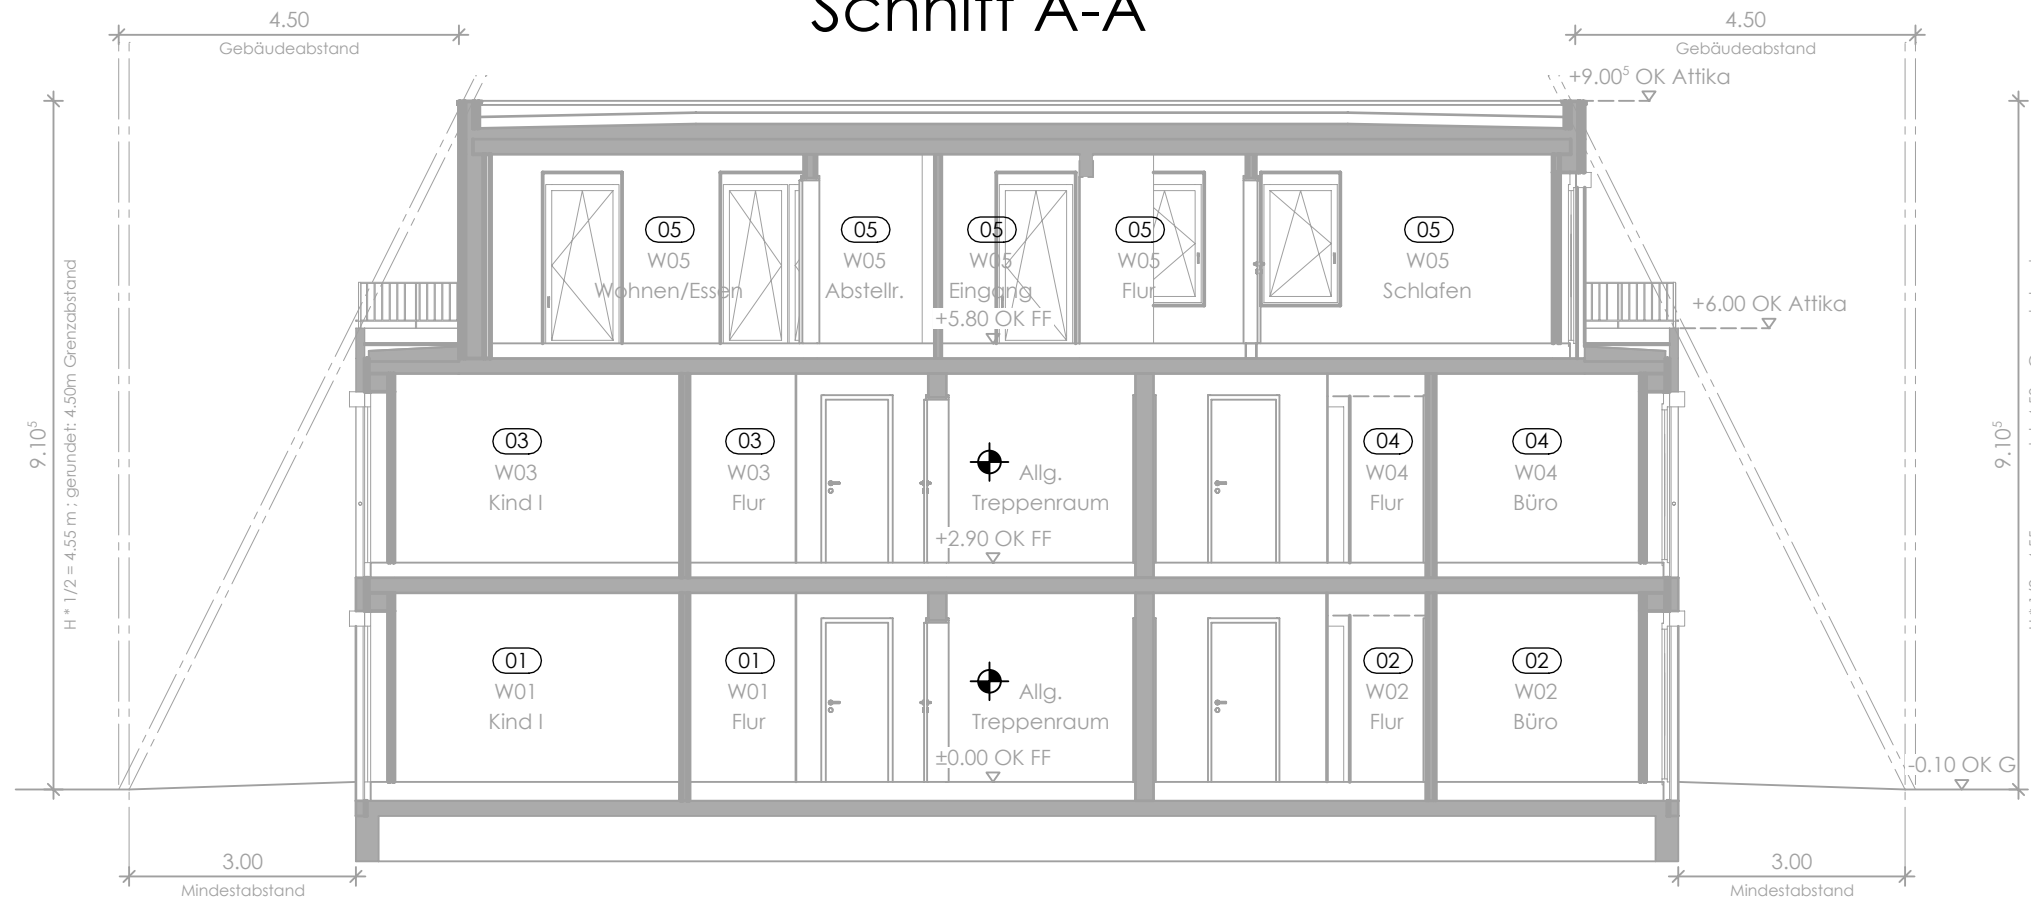 Schnitt A-A
4.50
Gebäudeabstand
4.50
Gebäudeabstand
+9.00⁵ OK Attika
05
W05
Wohnen/Essen
05
W05
Abstellr.
05
W05
Eingang
05
W05
Flur
05
W05
Schlafen
+5.80 OK FF
+6.00 OK Attika
9.10⁵
H * 1/2 = 4.55 m ; gerundet: 4.50m Grenzabstand
03
W03
Kind I
03
W03
Flur
Allg.
Treppenraum
+2.90 OK FF
04
W04
Flur
04
W04
Büro
9.10⁵
01
W01
Kind I
01
W01
Flur
Allg.
Treppenraum
±0.00 OK FF
02
W02
Flur
02
W02
Büro
-0.10 OK G
3.00
Mindestabstand
3.00
Mindestabstand